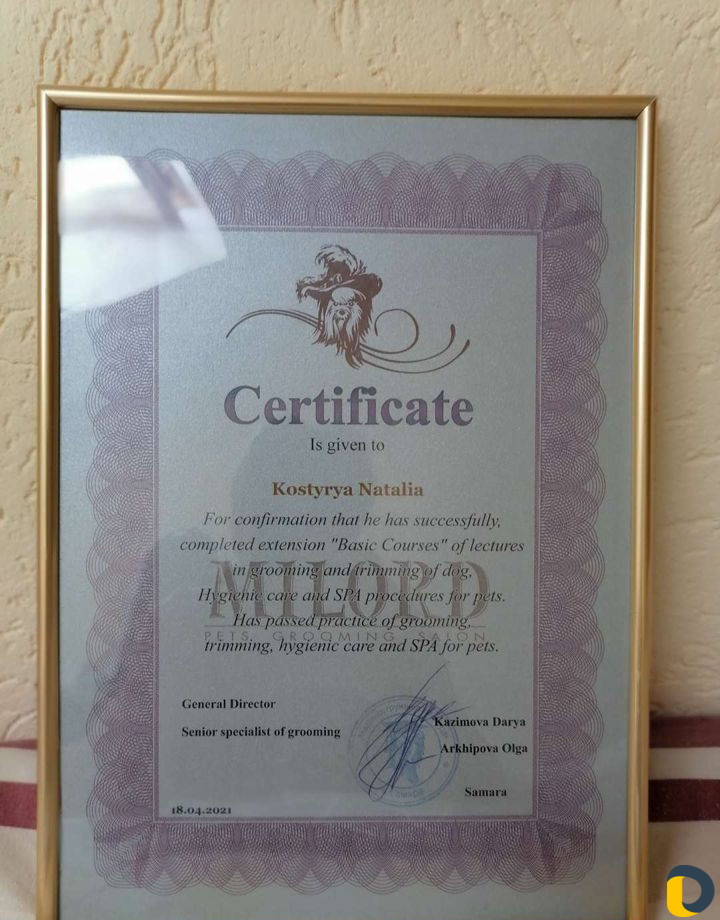 Certificate
Is given to
Kostyrya Natalia
For confirmation that he has successfully,
completed extension "Basic Courses" of lectures
in grooming and trimming of dog,
Hygienic care and SPA procedures for pets.
MILORD
Has passed practice of grooming,
PETS GROOMING SALON
trimming, hygienic care and SPA for pets.
General Director
Kazimova Darya
Senior specialist of grooming
Arkhipova Olga
Samara
18.04.2021